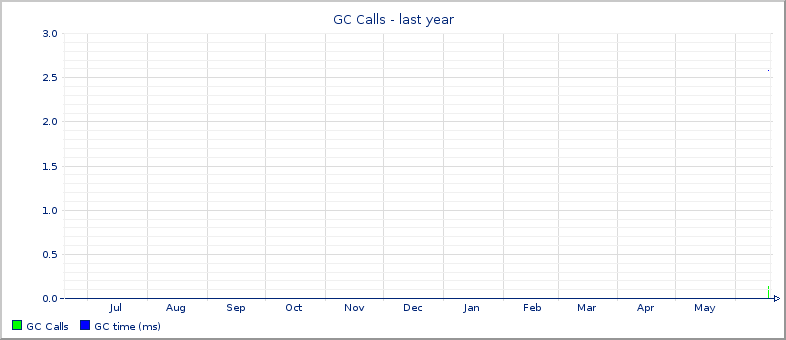 GC Calls - last year
3.0
2.5
2.0
1.5
1.0
0.5
0.0
Jul Aug Sep Oct Nov Dec Jan Feb Mar Apr May
GC Calls GC time (ms)